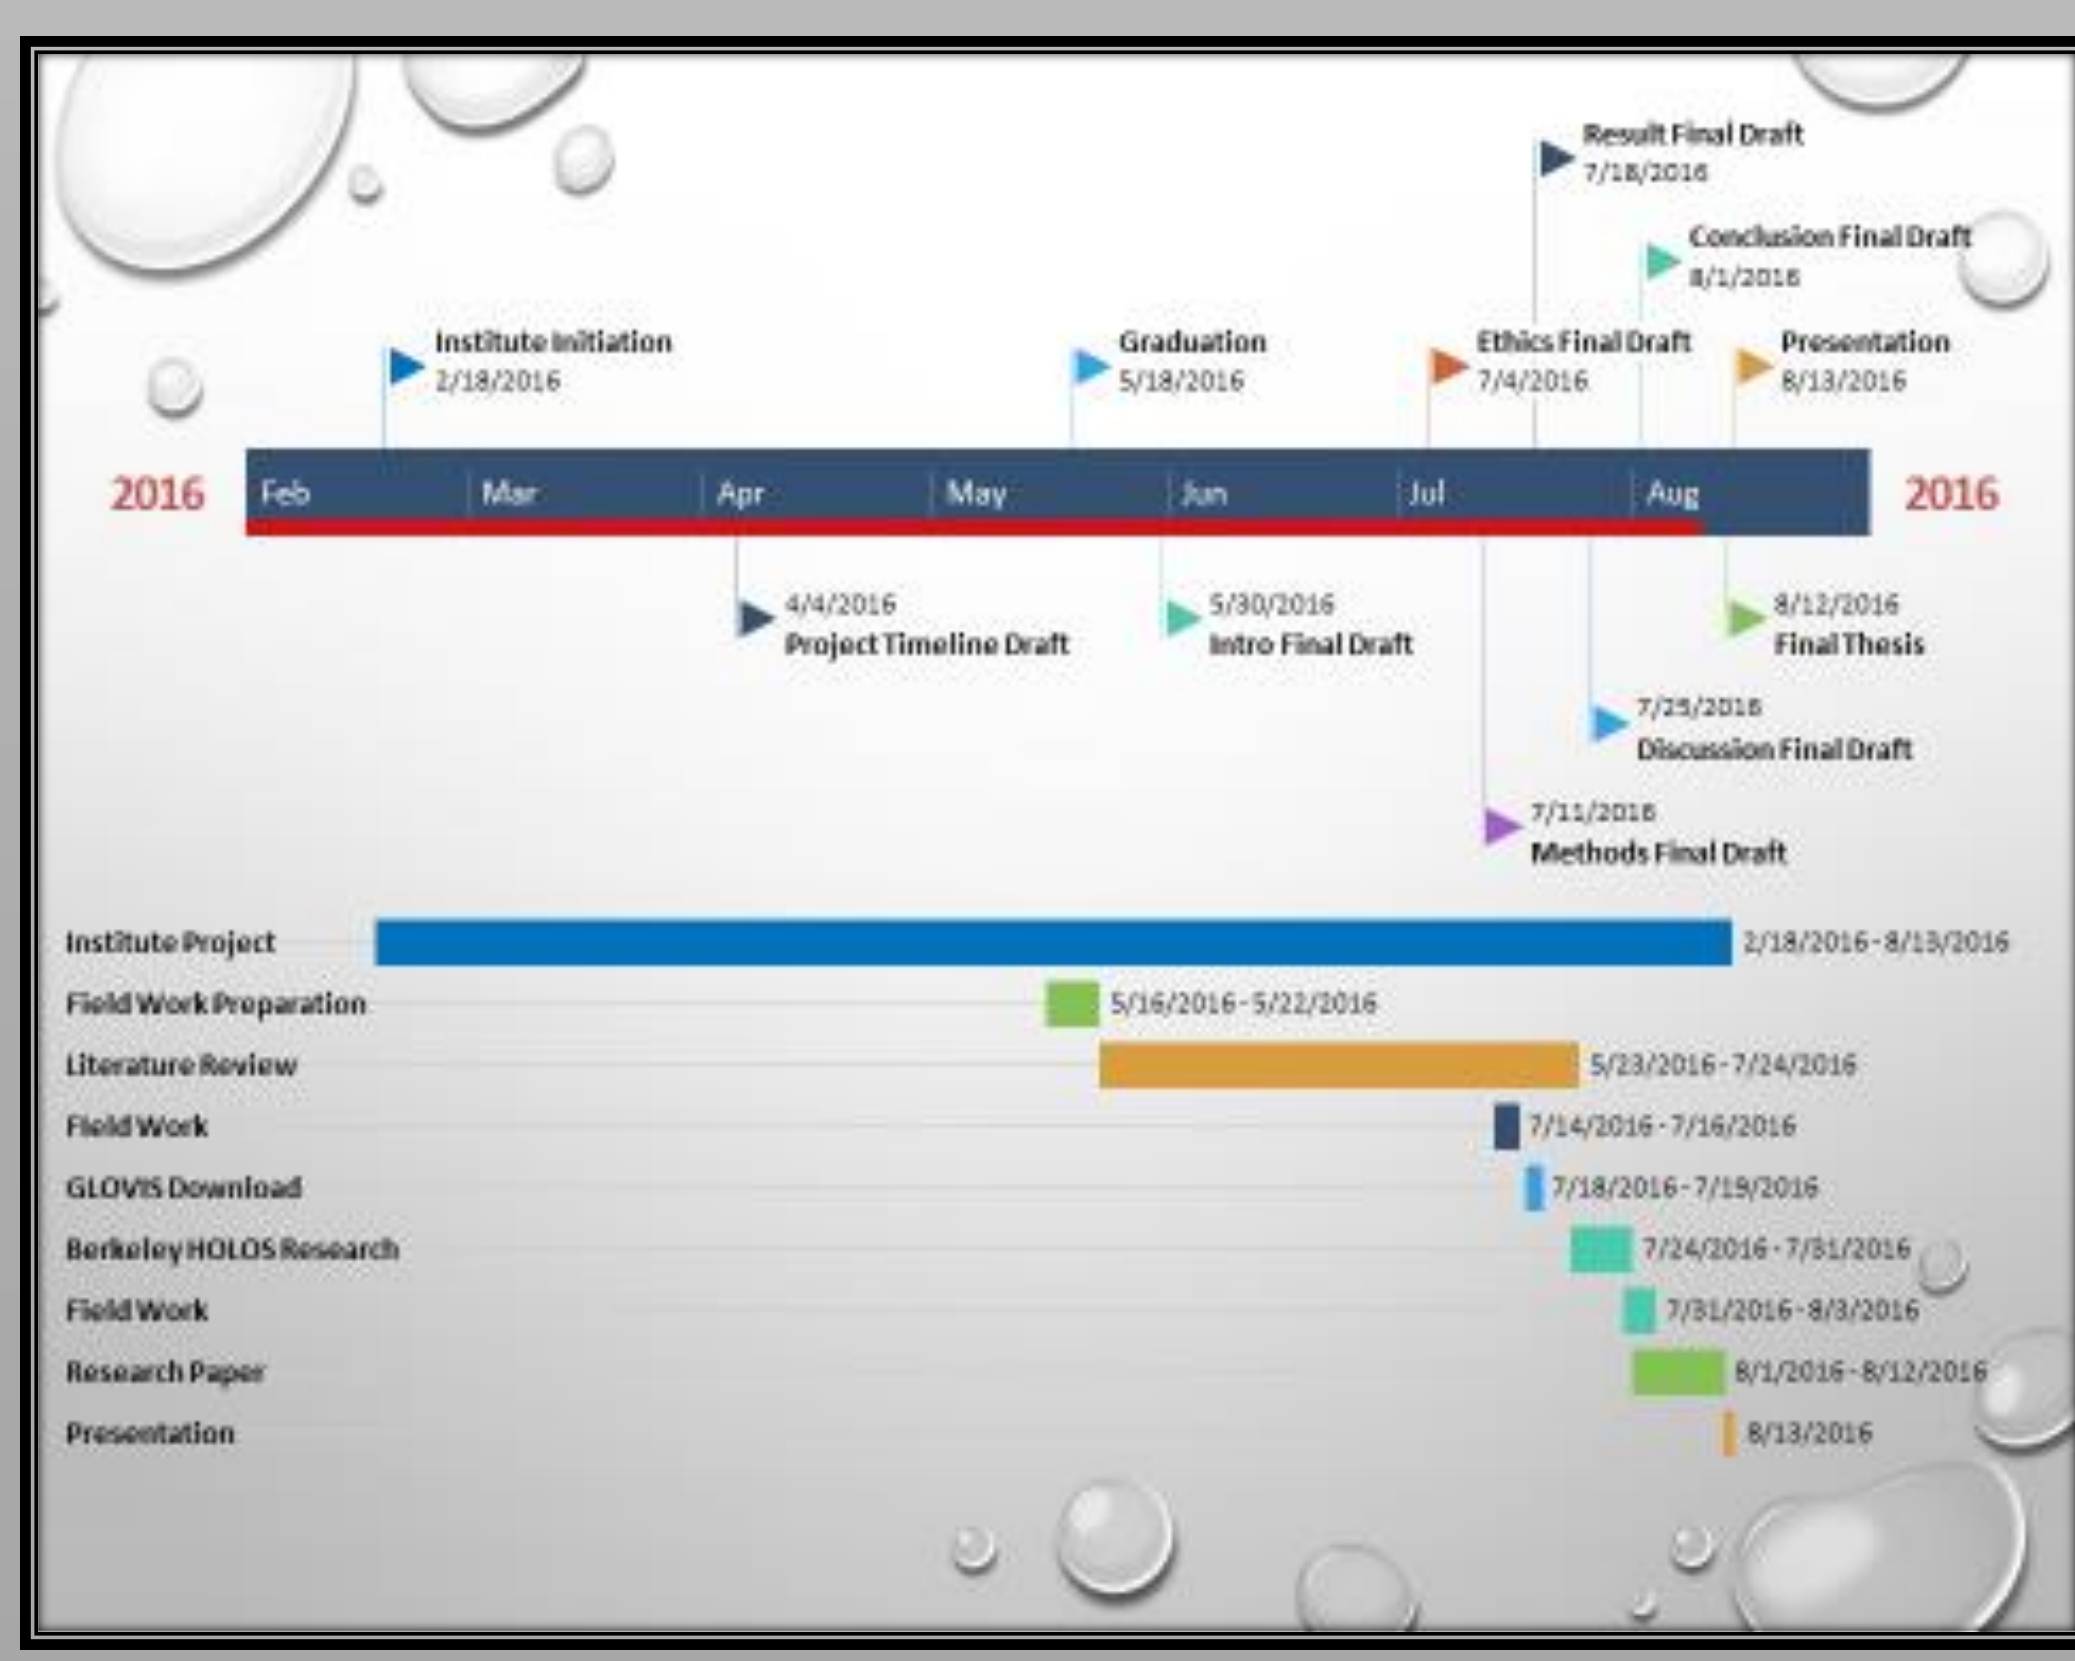 Result Final Draft
7/18/2016
Conclusion Final Draft
8/1/2016
Institute Initiation
2/18/2016
Graduation
5/18/2016
Ethics Final Draft
7/4/2016
Presentation
8/13/2016
2016 Feb Mar Apr May Jun Jul Aug 2016
4/4/2016
Project Timeline Draft
5/30/2016
Intro Final Draft
8/12/2016
Final Thesis
7/25/2016
Discussion Final Draft
7/11/2016
Methods Final Draft
Institute Project 2/18/2016 - 8/13/2016
Field Work Preparation 5/16/2016 - 5/22/2016
Literature Review 5/23/2016 - 7/24/2016
Field Work 7/14/2016 - 7/16/2016
GLOVIS Download 7/18/2016 - 7/19/2016
Berkeley HOLOS Research 7/24/2016 - 7/31/2016
Field Work 7/31/2016 - 8/3/2016
Research Paper 8/1/2016 - 8/12/2016
Presentation 8/13/2016